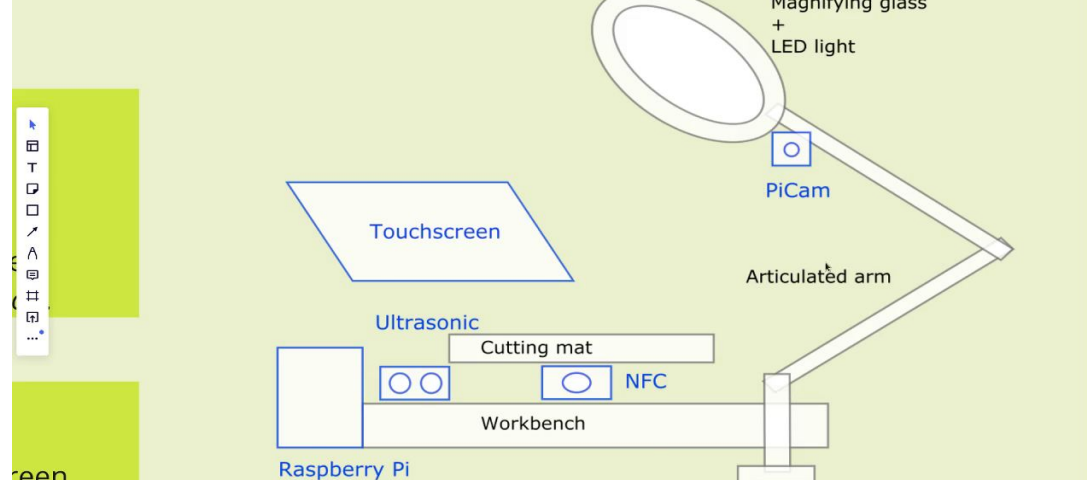 Magnifying glass
+
LED light
PiCam
Touchscreen
Articulated arm
Ultrasonic
Cutting mat
NFC
Workbench
Raspberry Pi
T